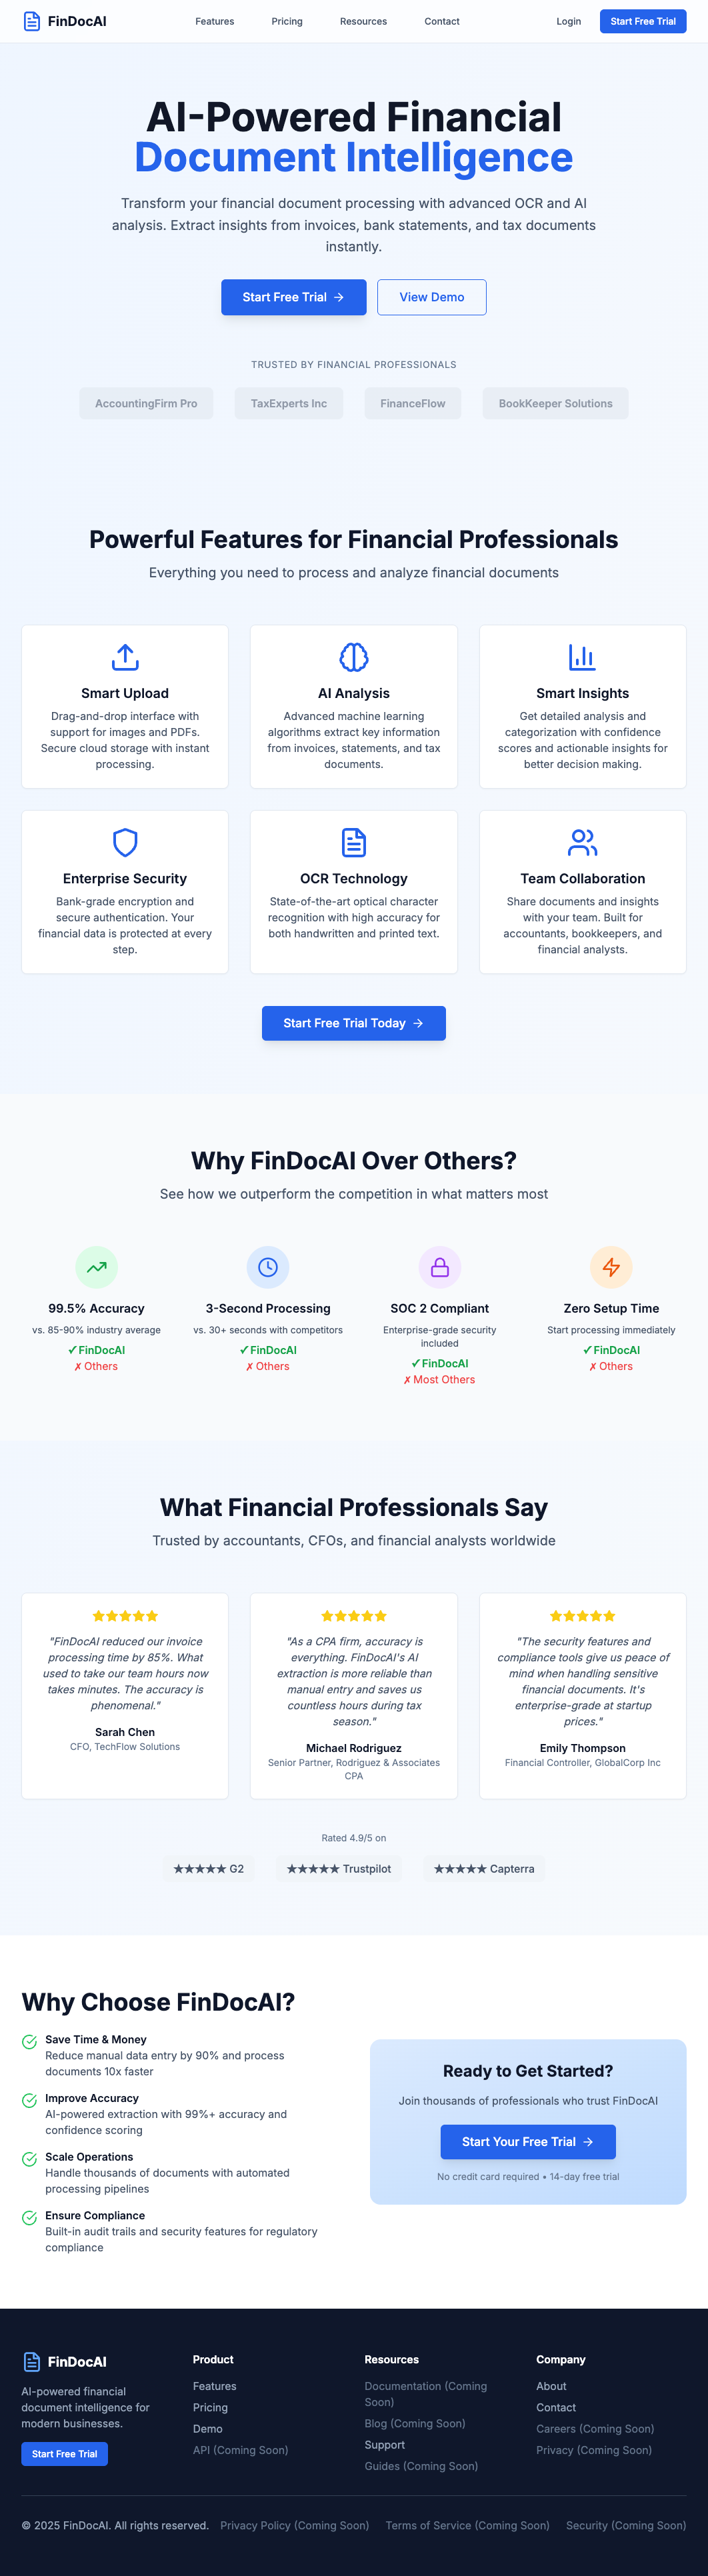 FinDocAI
Features
Pricing
Resources
Contact
Login
Start Free Trial
AI-Powered Financial
Document Intelligence
Transform your financial document processing with advanced OCR and AI
analysis. Extract insights from invoices, bank statements, and tax documents
instantly.
Start Free Trial →
View Demo
TRUSTED BY FINANCIAL PROFESSIONALS
AccountingFirm Pro
TaxExperts Inc
FinanceFlow
BookKeeper Solutions
Powerful Features for Financial Professionals
Everything you need to process and analyze financial documents
Smart Upload
Drag-and-drop interface with
support for images and PDFs.
Secure cloud storage with instant
processing.
AI Analysis
Advanced machine learning
algorithms extract key information
from invoices, statements, and tax
documents.
Smart Insights
Get detailed analysis and
categorization with confidence
scores and actionable insights for
better decision making.
Enterprise Security
Bank-grade encryption and
secure authentication. Your
financial data is protected at every
step.
OCR Technology
State-of-the-art optical character
recognition with high accuracy for
both handwritten and printed text.
Team Collaboration
Share documents and insights
with your team. Built for
accountants, bookkeepers, and
financial analysts.
Start Free Trial Today →
Why FinDocAI Over Others?
See how we outperform the competition in what matters most
99.5% Accuracy
vs. 85-90% industry average
✓ FinDocAI
✗ Others
3-Second Processing
vs. 30+ seconds with competitors
✓ FinDocAI
✗ Others
SOC 2 Compliant
Enterprise-grade security
included
✓ FinDocAI
✗ Most Others
Zero Setup Time
Start processing immediately
✓ FinDocAI
✗ Others
What Financial Professionals Say
Trusted by accountants, CFOs, and financial analysts worldwide
"FinDocAI reduced our invoice
processing time by 85%. What
used to take our team hours now
takes minutes. The accuracy is
phenomenal."
Sarah Chen
CFO, TechFlow Solutions
"As a CPA firm, accuracy is
everything. FinDocAI's AI
extraction is more reliable than
manual entry and saves us
countless hours during tax
season."
Michael Rodriguez
Senior Partner, Rodriguez & Associates
CPA
"The security features and
compliance tools give us peace of
mind when handling sensitive
financial documents. It's
enterprise-grade at startup
prices."
Emily Thompson
Financial Controller, GlobalCorp Inc
Rated 4.9/5 on
★★★★★ G2
★★★★★ Trustpilot
★★★★★ Capterra
Why Choose FinDocAI?
Save Time & Money
Reduce manual data entry by 90% and process
documents 10x faster
Improve Accuracy
AI-powered extraction with 99%+ accuracy and
confidence scoring
Scale Operations
Handle thousands of documents with automated
processing pipelines
Ensure Compliance
Built-in audit trails and security features for regulatory
compliance
Ready to Get Started?
Join thousands of professionals who trust FinDocAI
Start Your Free Trial →
No credit card required • 14-day free trial
FinDocAI
AI-powered financial
document intelligence for
modern businesses.
Start Free Trial
Product
Features
Pricing
Demo
API (Coming Soon)
Resources
Documentation (Coming
Soon)
Blog (Coming Soon)
Support
Guides (Coming Soon)
Company
About
Contact
Careers (Coming Soon)
Privacy (Coming Soon)
© 2025 FinDocAI. All rights reserved.
Privacy Policy (Coming Soon)
Terms of Service (Coming Soon)
Security (Coming Soon)